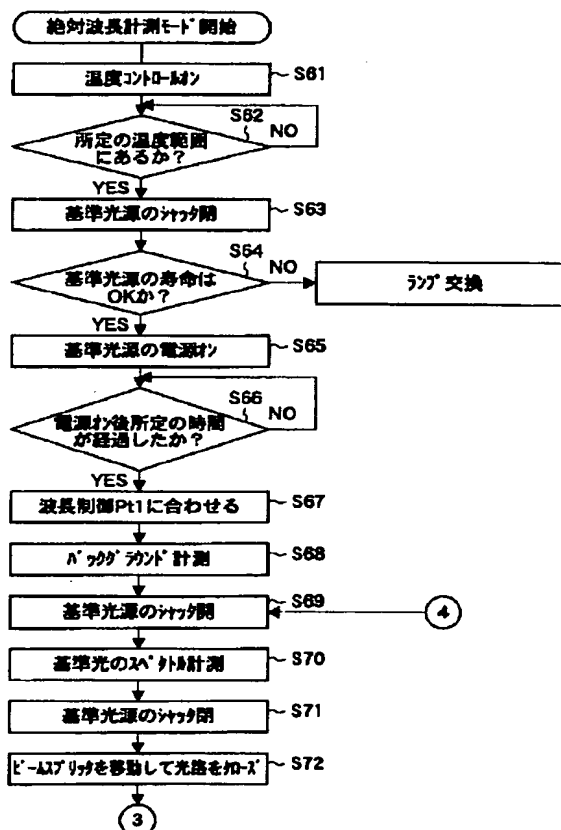 絶対波長計測ﾓｰﾄﾞ開始
温度ｺﾝﾄﾛｰﾙｵﾝ
S61
S62
NO
所定の温度範囲
にあるか？
YES
基準光源のｼｬｯﾀ閉
S63
S64
NO
基準光源の寿命は
OKか？
ﾗﾝﾌﾟ交換
YES
基準光源の電源ｵﾝ
S65
S66
NO
電源ｵﾝ後所定の時間
が経過したか？
YES
波長制御Pt1に合わせる
S67
ﾊﾞｯｸｸﾞﾗｳﾝﾄﾞ計測
S68
S69
基準光源のｼｬｯﾀ開
4
基準光のｽﾍﾟｸﾄﾙ計測
S70
基準光源のｼｬｯﾀ閉
S71
ﾋﾞｰﾑｽﾌﾟﾘｯﾀを移動して光路をｸﾛｰｽﾞ
S72
3